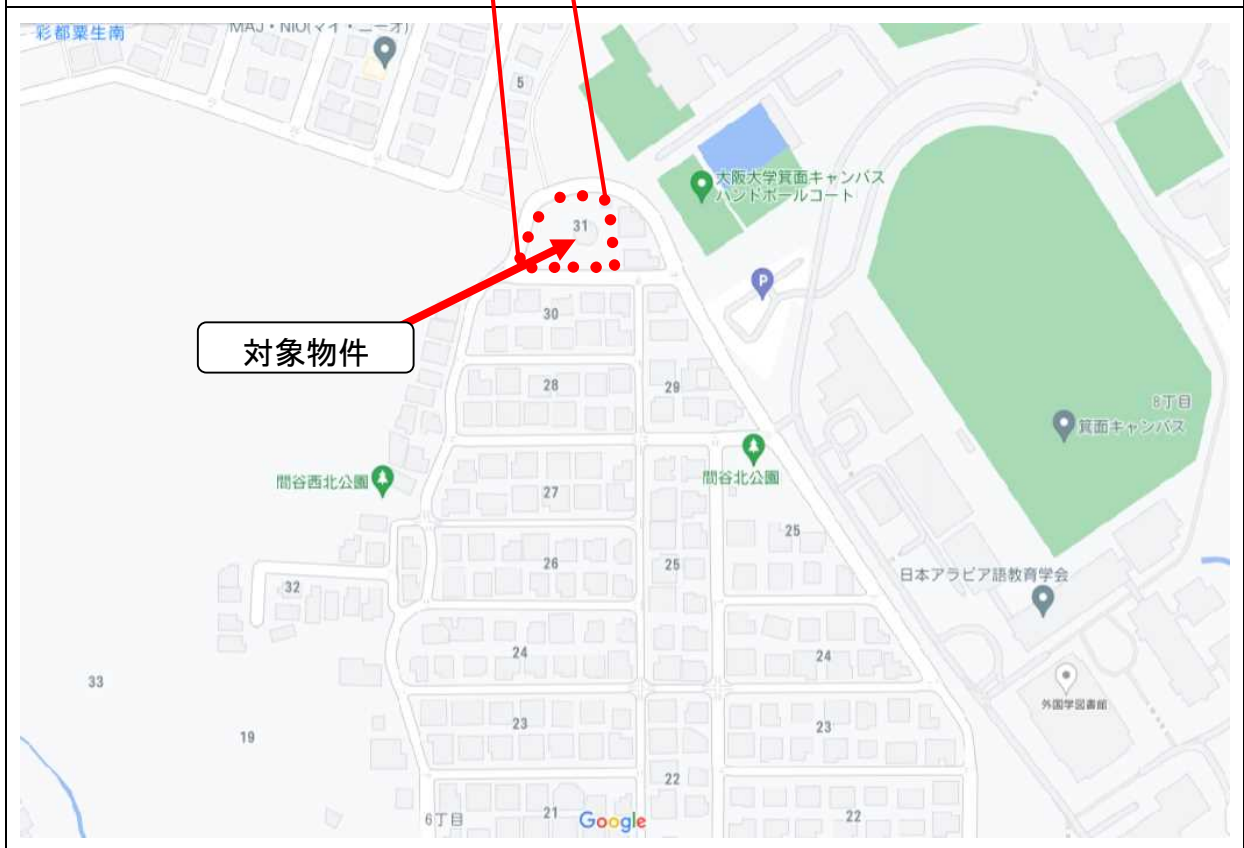 彩都粟生南
MAJ・NIO(マイ・ニーオ)
5
大阪大学箕面キャンパス
ハンドボールコート
31
P
対象物件
30
28
29
8丁目
箕面キャンパス
間谷西北公園
間谷北公園
27
25
26
25
日本アラビア語教育学会
32
24
24
33
外国学図書館
23
23
19
22
6丁目
21
Google
22